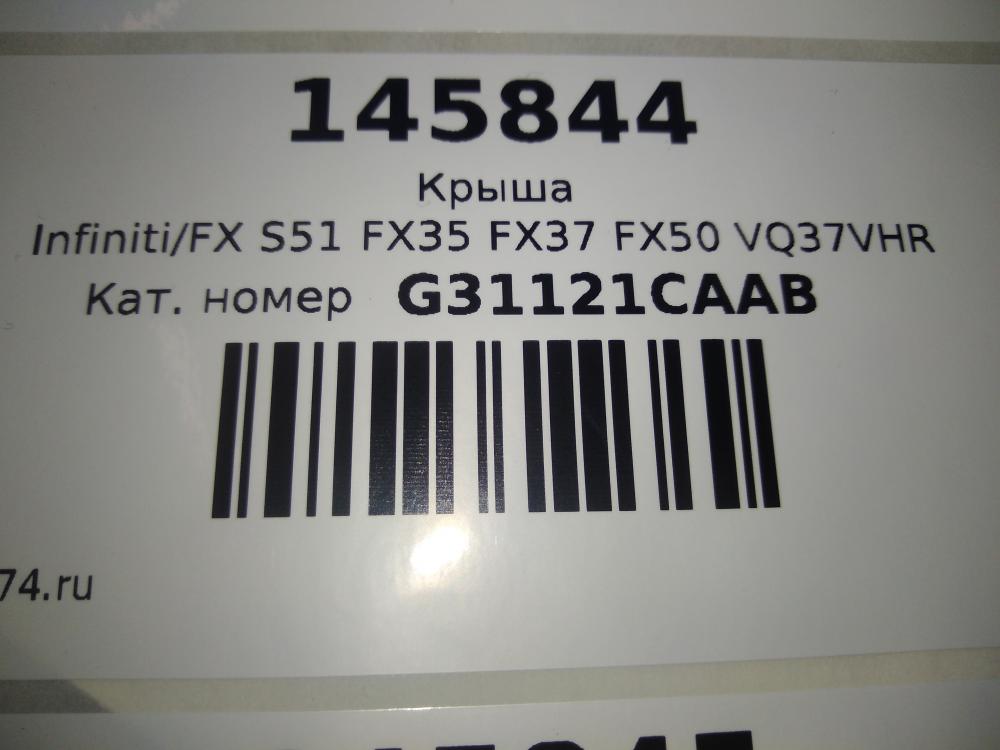 145844
Крыша
Infiniti/FX S51 FX35 FX37 FX50 VQ37VHR
Кат. номер G31121CAAB
74.ru